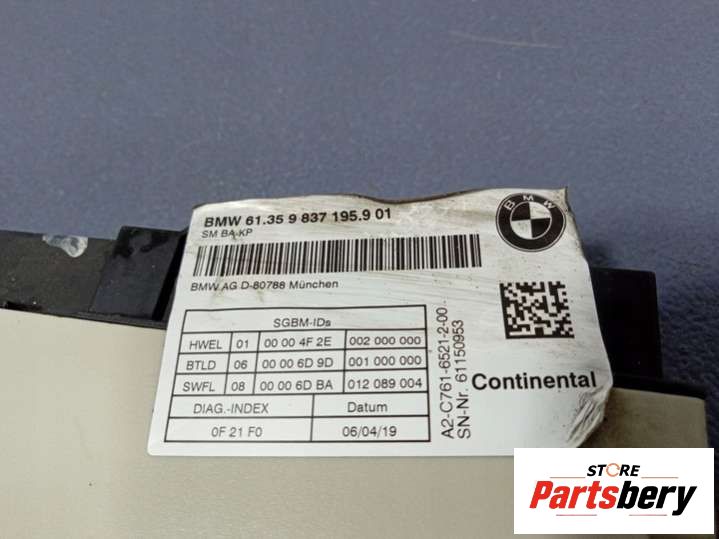 BMW 61.35 9 837 195.9 01
SM BA-KP
BMW
BMW AG D-80788 München
SGBM-IDs
HWEL 01 00 00 4F 2E 002 000 000
BTLD 06 00 00 6D 9D 001 000 000
SWFL 08 00 00 6D BA 012 089 004
DIAG.-INDEX Datum
0F 21 F0 06/04/19
A2-C761-6521-2-00
SN-Nr. 61150953
Continental
STORE
Partsbery